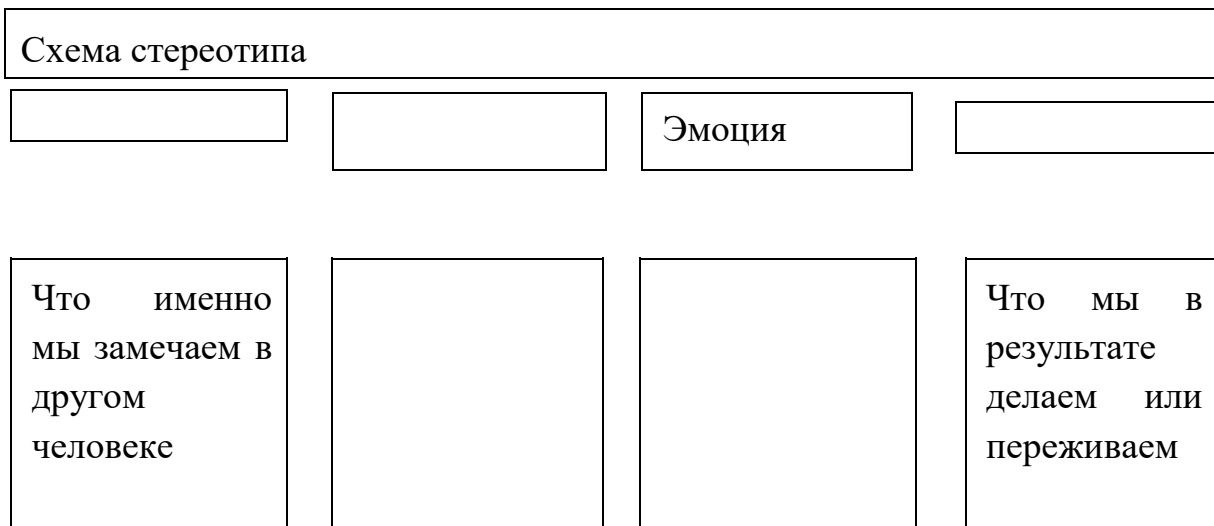 Схема стереотипа
Эмоция
Что именно
мы замечаем в
другом
человеке
Что мы в
результате
делаем или
переживаем